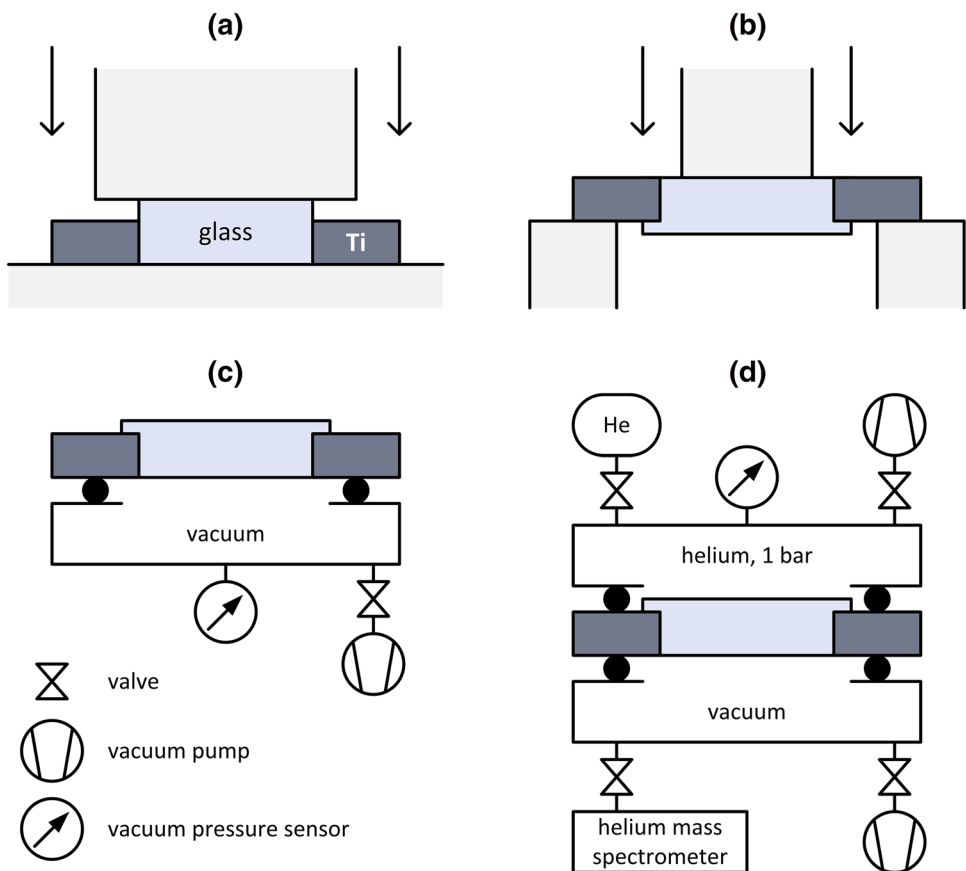 (a)
(b)
glass
Ti
(c)
(d)
He
vacuum
helium, 1 bar
valve
vacuum
vacuum pump
vacuum pressure sensor
helium mass
spectrometer